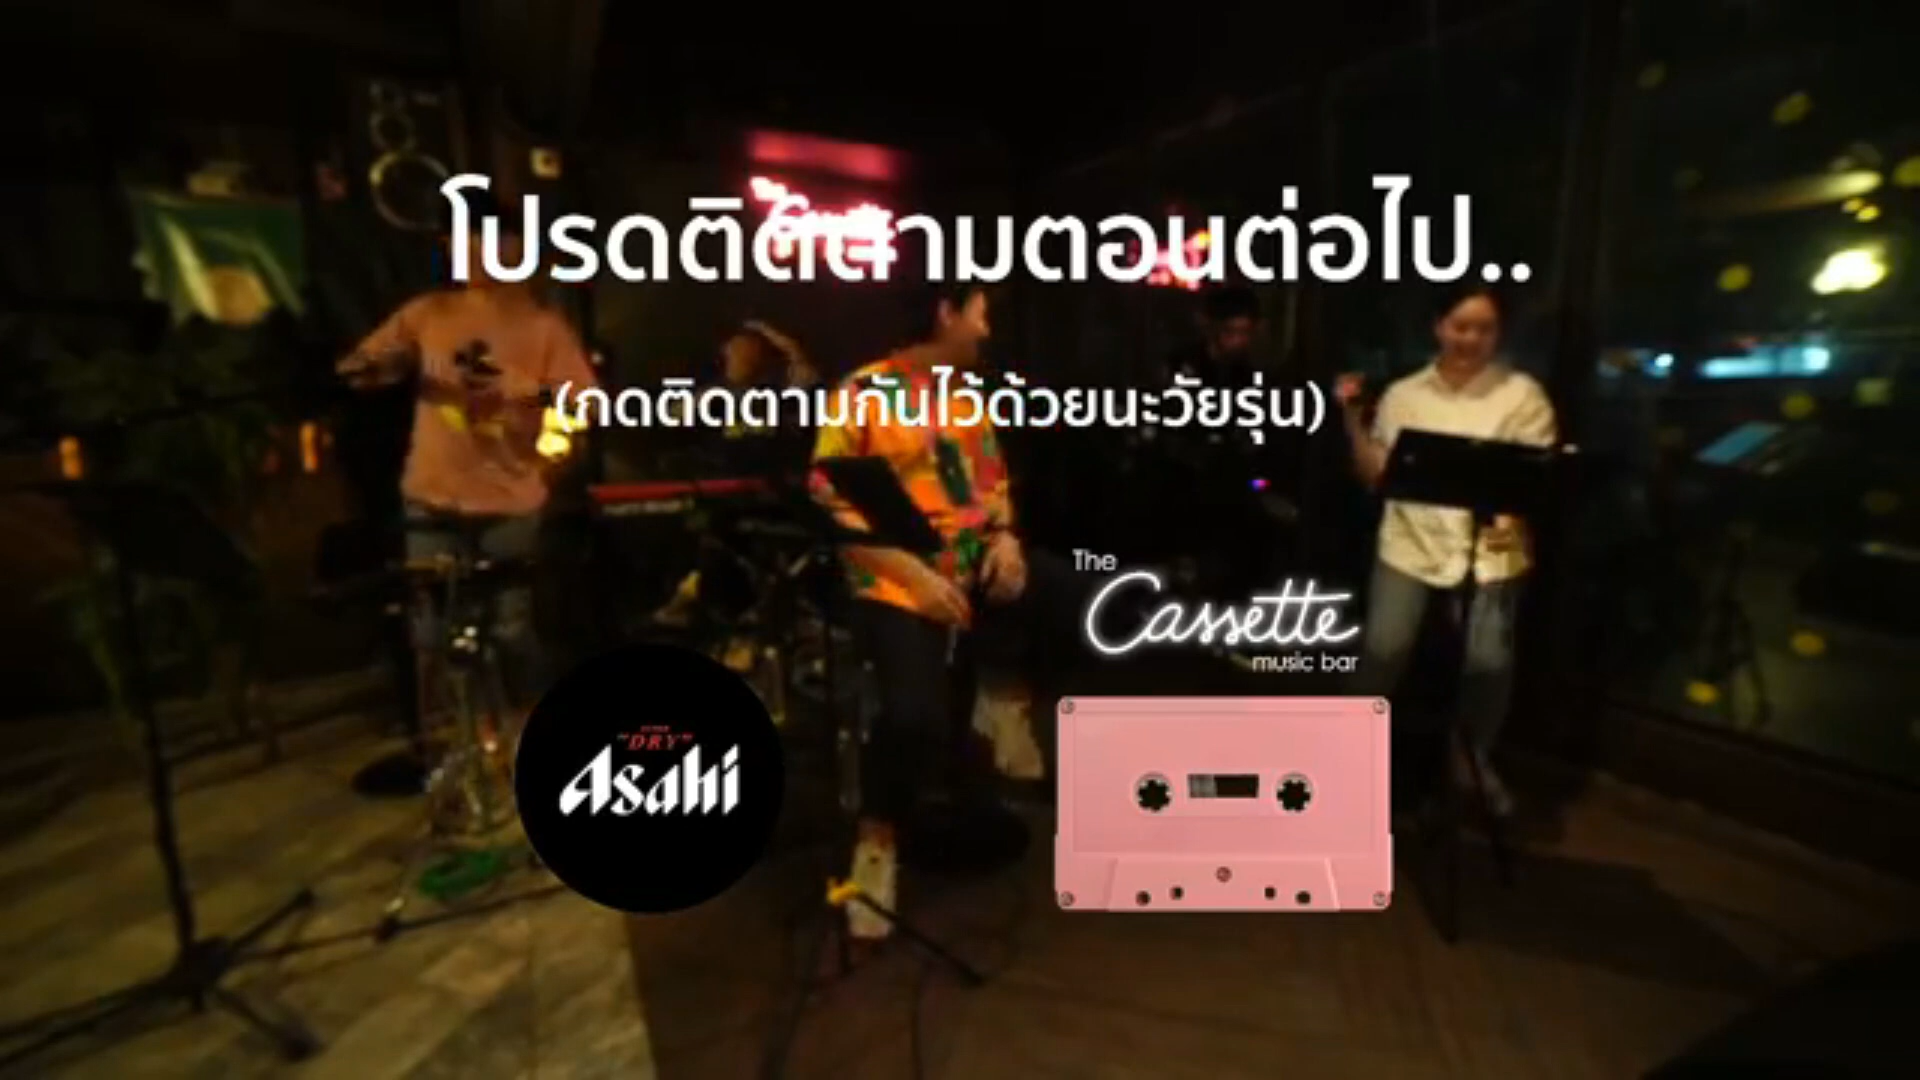 โปรดติดตามตอนต่อไป..
(กดติดตามกันไว้ด้วยนะวัยรุ่น)
The
Cassette
music bar
"DRY"
Asahi